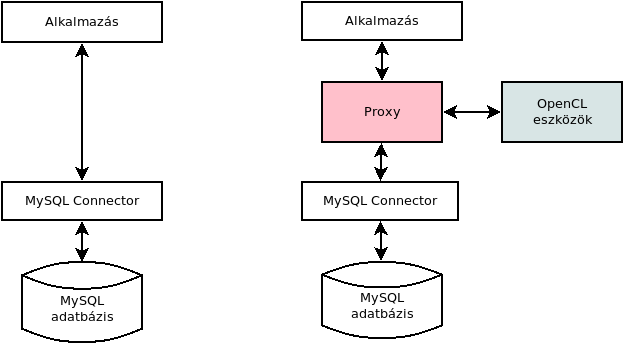 Alkalmazás
MySQL Connector
MySQL
adatbázis
Alkalmazás
Proxy
OpenCL
eszközök
MySQL Connector
MySQL
adatbázis